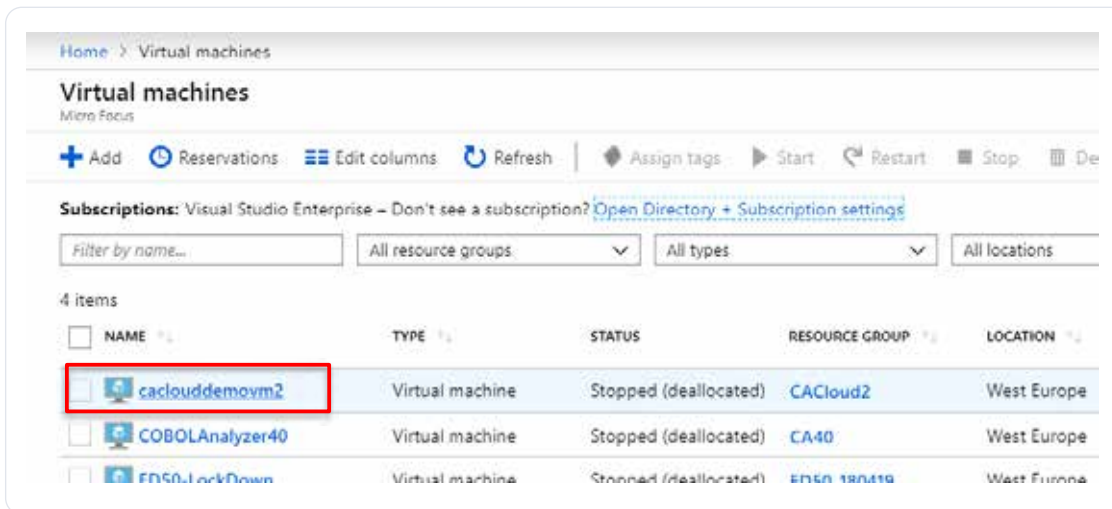 Home > Virtual machines
Virtual machines
Micro Focus
Add Reservations Edit columns Refresh Assign tags Start Restart Stop De
Subscriptions: Visual Studio Enterprise – Don't see a subscription? Open Directory + Subscription settings
Filter by name... All resource groups All types All locations
4 items
NAME TYPE STATUS RESOURCE GROUP LOCATION
caclouddemovm2 Virtual machine Stopped (deallocated) CACloud2 West Europe
COBOLAnalyzer40 Virtual machine Stopped (deallocated) CA40 West Europe
ED50-LockDown Virtual machine Stopped (deallocated) ED50_180419 West Europe